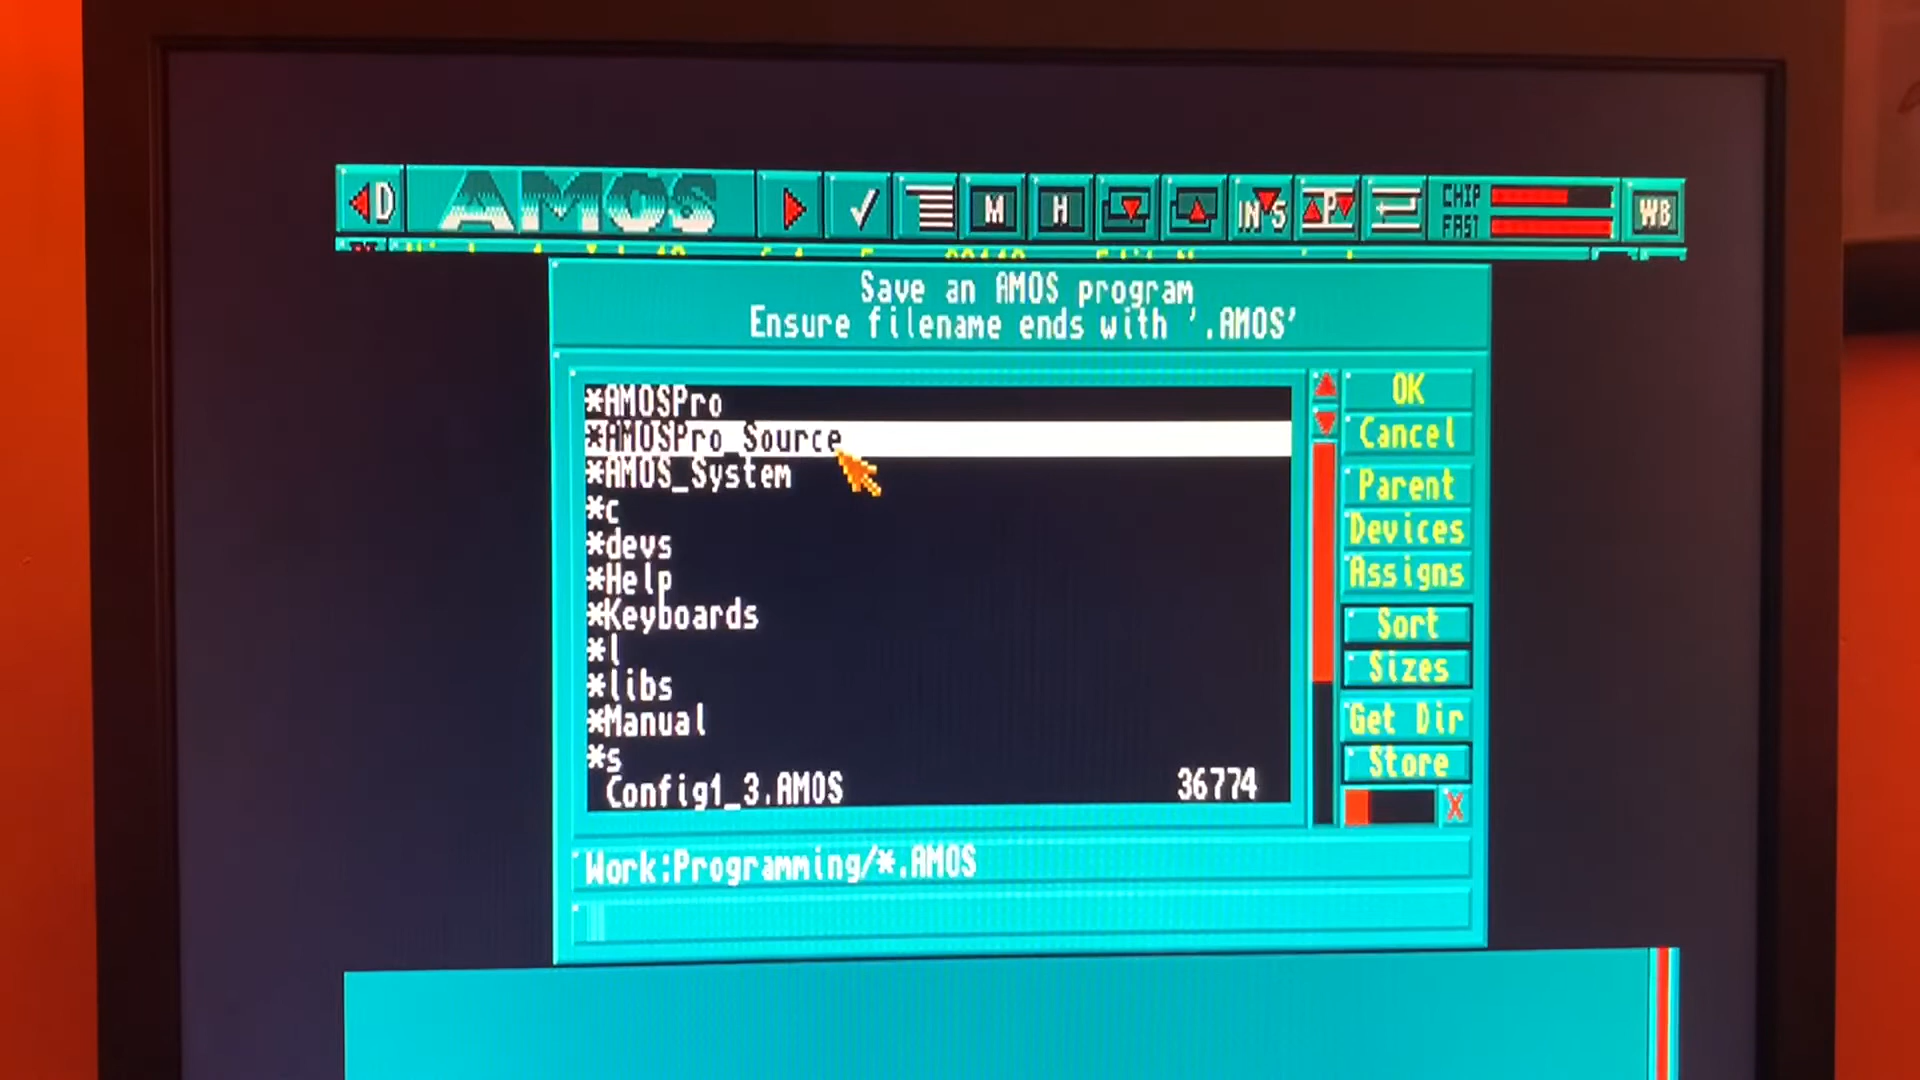 D AMOS M H IN S P CHIP FAST WB
Save an AMOS program
Ensure filename ends with '.AMOS'
*AMOSPro
*AMOSPro_Source
*AMOS_System
*c
*devs
*Help
*Keyboards
*l
*libs
*Manual
*s
Config1_3.AMOS 36774
OK
Cancel
Parent
Devices
Assigns
Sort
Sizes
Get Dir
Store
X
Work:Programming/*.AMOS